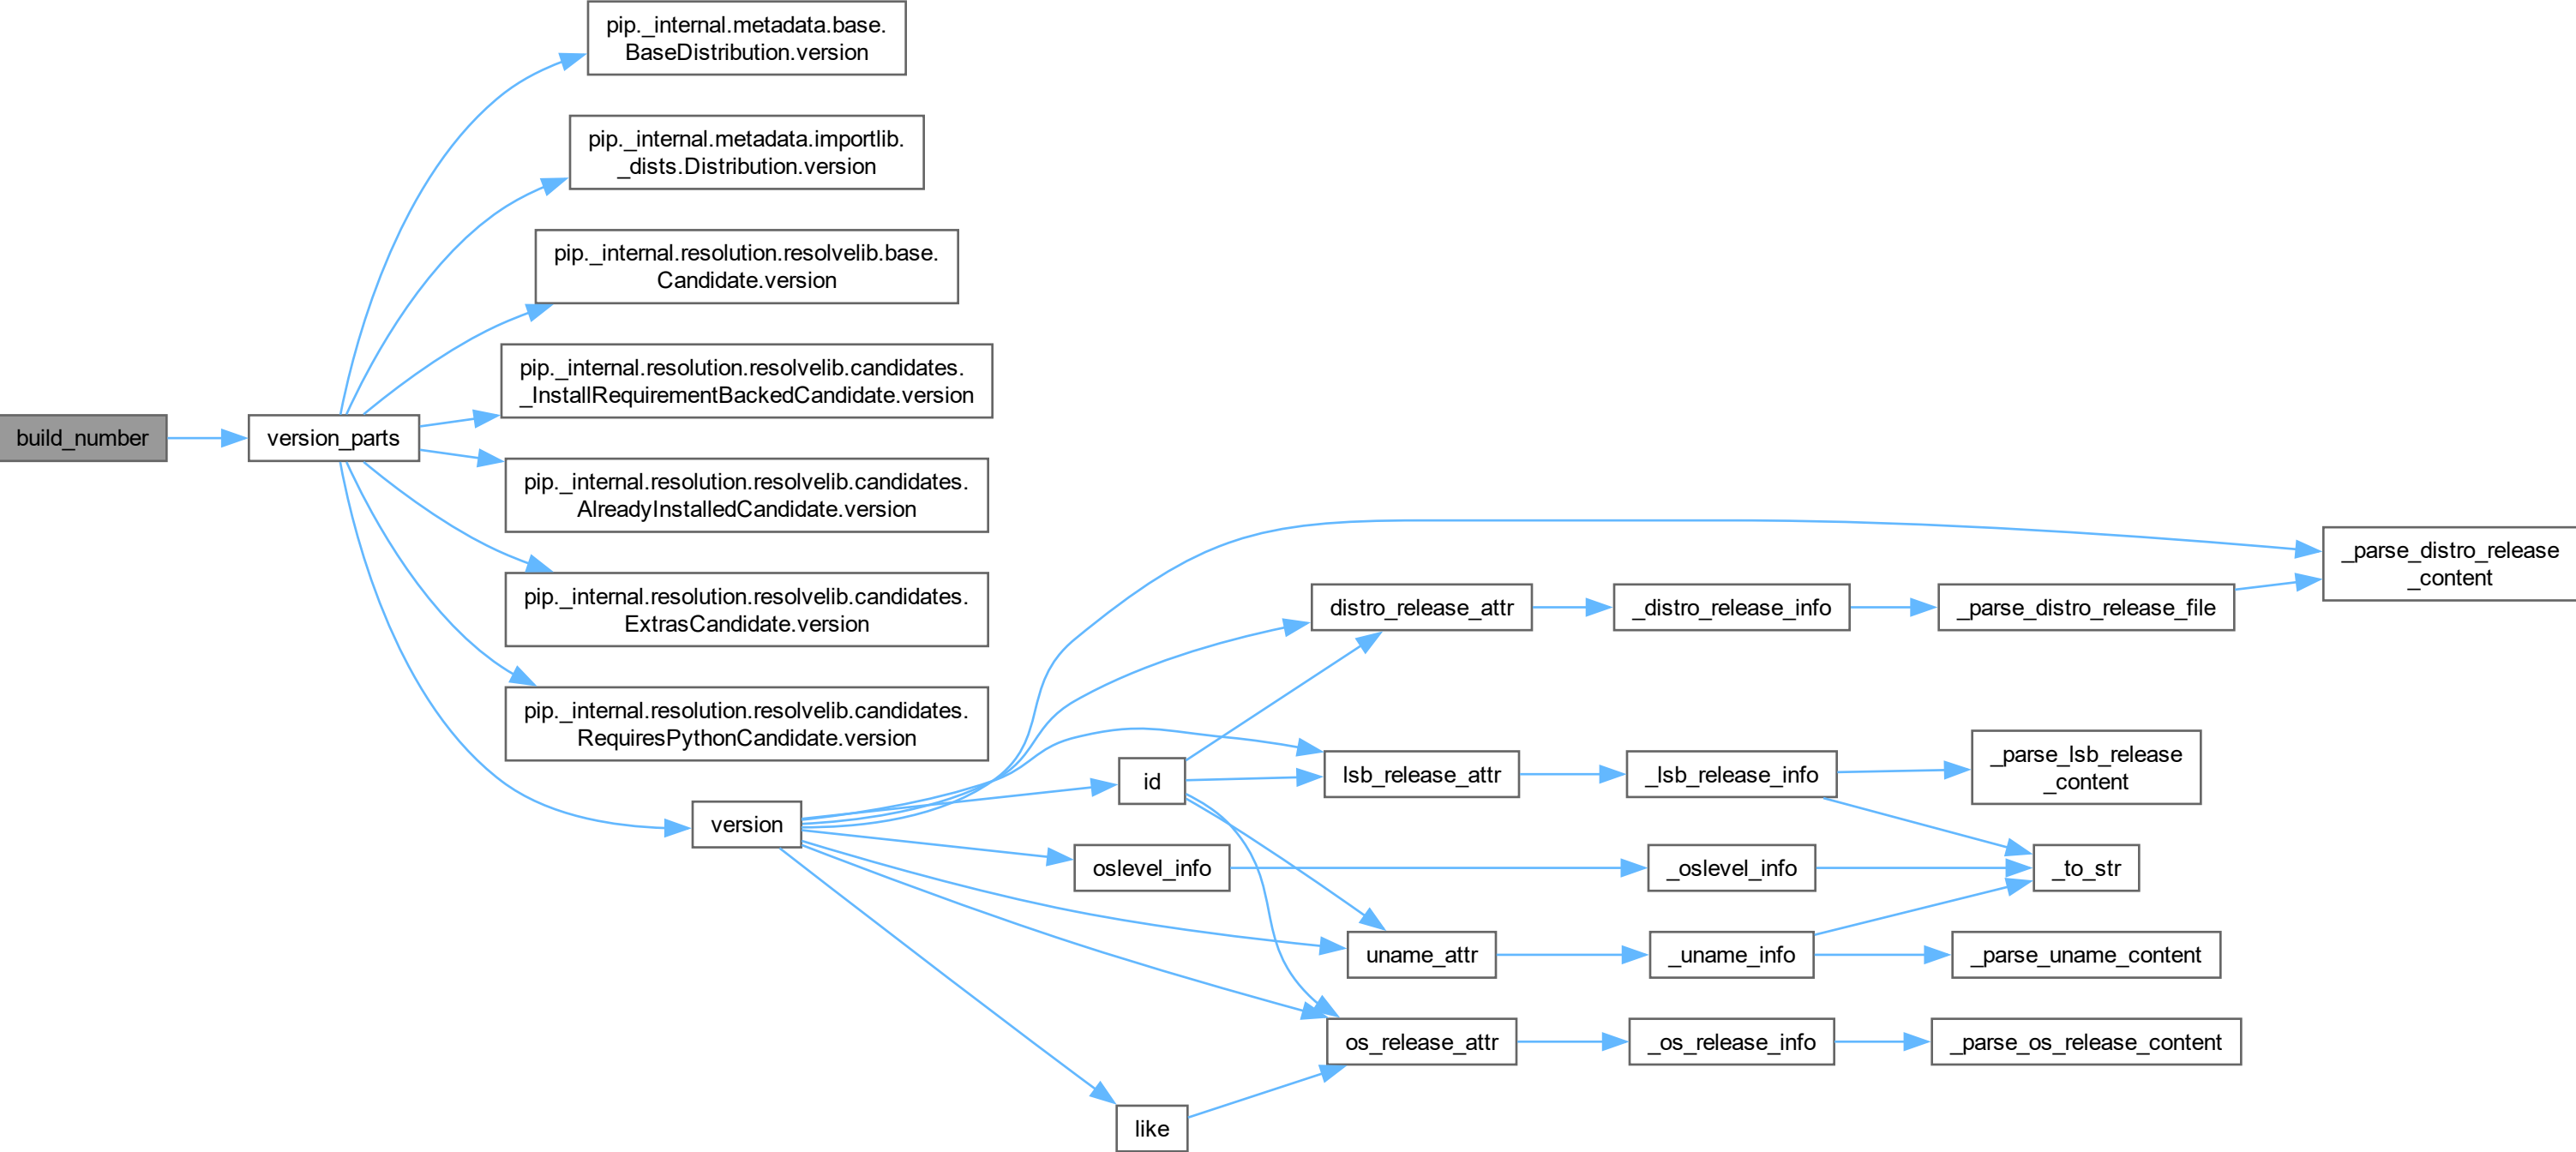 pip._internal.metadata.base.
BaseDistribution.version
pip._internal.metadata.importlib.
_dists.Distribution.version
pip._internal.resolution.resolvelib.base.
Candidate.version
pip._internal.resolution.resolvelib.candidates.
_InstallRequirementBackedCandidate.version
build_number
version_parts
pip._internal.resolution.resolvelib.candidates.
AlreadyInstalledCandidate.version
pip._internal.resolution.resolvelib.candidates.
ExtrasCandidate.version
pip._internal.resolution.resolvelib.candidates.
RequiresPythonCandidate.version
version
id
oslevel_info
like
distro_release_attr
lsb_release_attr
uname_attr
os_release_attr
_distro_release_info
_lsb_release_info
_oslevel_info
_uname_info
_os_release_info
_parse_distro_release_file
_parse_lsb_release
_content
_to_str
_parse_uname_content
_parse_os_release_content
_parse_distro_release
_content